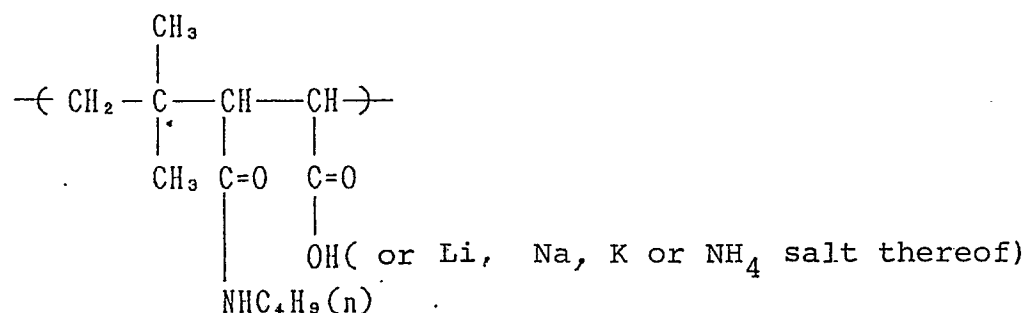 CH₃
-( CH₂-C-CH-CH-)-
CH₃ C=O C=O
OH( or Li, Na, K or NH₄ salt thereof)
NHC₄H₉(n)